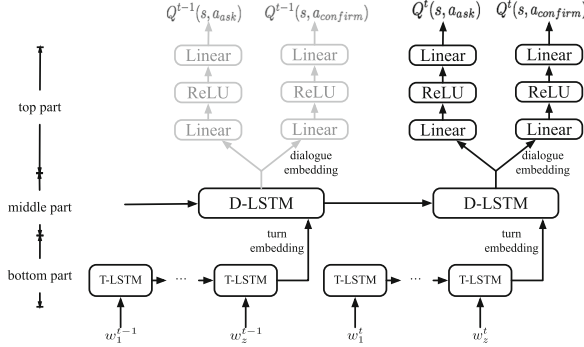 Q^{t-1}(s, a_{ask}) Q^{t-1}(s, a_{confirm}) Q^t(s, a_{ask}) Q^t(s, a_{confirm})
Linear Linear Linear Linear
top part ReLU ReLU ReLU ReLU
Linear Linear Linear Linear
dialogue embedding dialogue embedding
middle part D-LSTM D-LSTM
turn embedding turn embedding
bottom part T-LSTM ... T-LSTM T-LSTM ... T-LSTM
w_1^{t-1} w_z^{t-1} w_1^t w_z^t